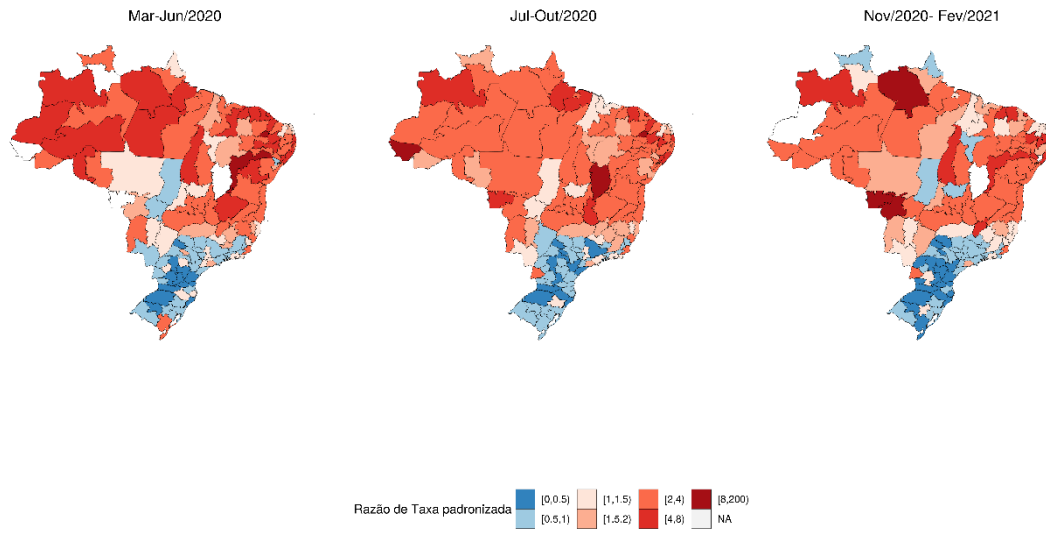 Mar-Jun/2020
Jul-Out/2020
Nov/2020- Fev/2021
Razão de Taxa padronizada
[0,0.5) [1,1.5) [2,4) [8,200)
[0.5,1) [1.5.2) [4,8) NA